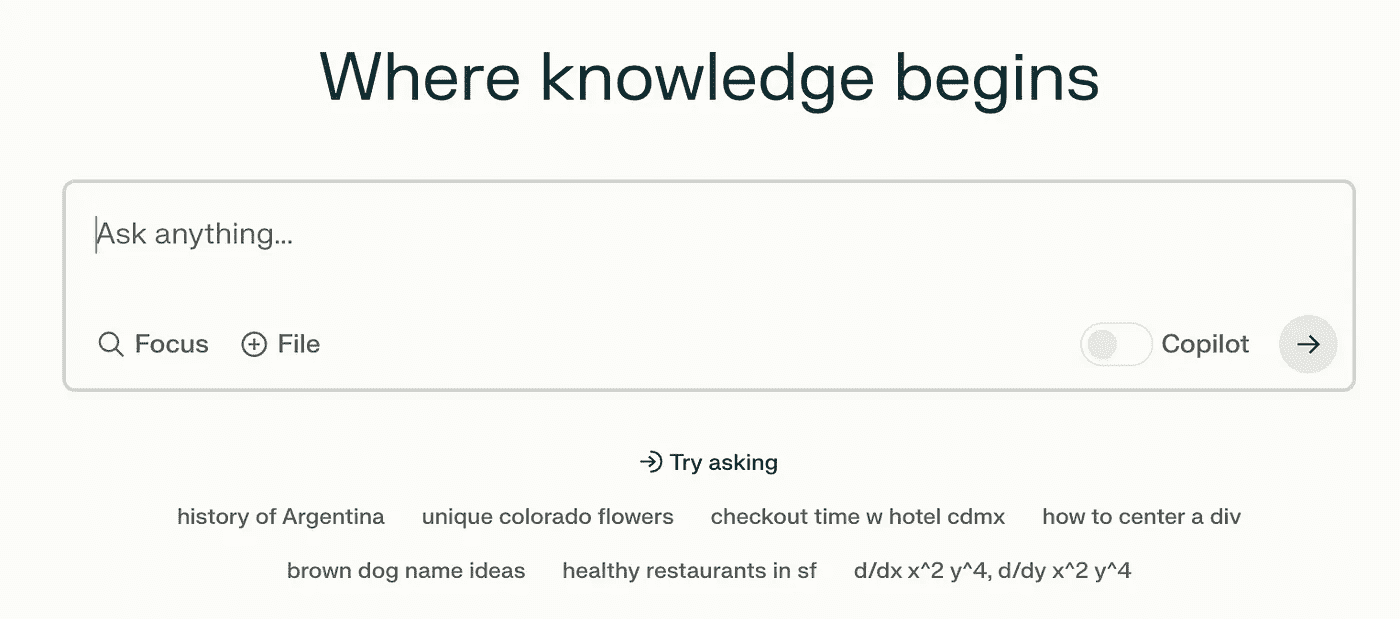 Where knowledge begins
Ask anything...
Focus File Copilot
Try asking
history of Argentina unique colorado flowers checkout time w hotel cdmx how to center a div
brown dog name ideas healthy restaurants in sf d/dx x^2 y^4, d/dy x^2 y^4